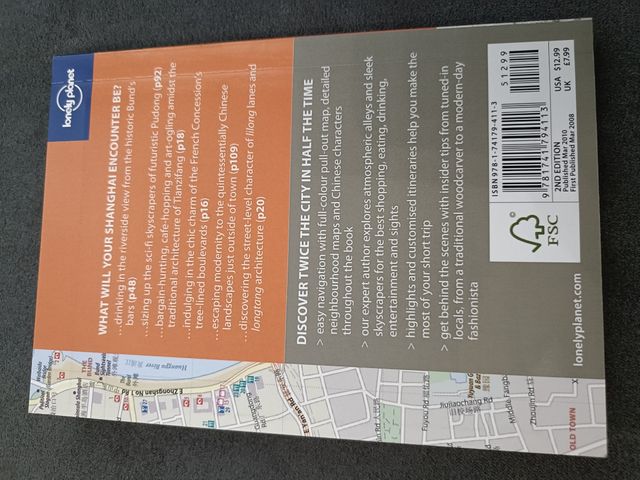 lonely planet
WHAT WILL YOUR SHANGHAI ENCOUNTER BE?
...drinking in the riverside view from the historic Bund's
bars (p48)
...sizing up the sci-fi skyscrapers of futuristic Pudong (p92)
...bargain-hunting, cafe-hopping and art-ogling amidst the
traditional architecture of Tianzifang (p18)
...indulging in the chic charm of the French Concession's
tree-lined boulevards (p16)
...escaping modernity to the quintessentially Chinese
landscapes just outside of town (p109)
...discovering the street-level character of lilong lanes and
longtang architecture (p20)
DISCOVER TWICE THE CITY IN HALF THE TIME
> easy navigation with full-colour pull-out map, detailed
neighbourhood maps and Chinese characters
throughout the book
> our expert author explores atmospheric alleys and sleek
skyscrapers for the best shopping, eating, drinking,
entertainment and sights
> highlights and customised itineraries help you make the
most of your short trip
> get behind the scenes with insider tips from tuned-in
locals, from a traditional woodcarver to a modern-day
fashionista
lonelyplanet.com
FSC
ISBN 978-1-74179-411-3
51299
9 781741 794113
2ND EDITION
Published Mar 2010
First Published Mar 2008
USA $12.99
UK £7.99
THE
BUND
Huangpu River
E Zhongshan No
Renmin Rd
Fuyou Rd
Jiujiaochang Rd
Middle Fangb
Zhoujin Rd
OLD TOWN